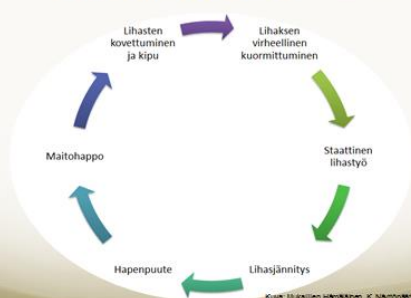 Lihasten
kovettuminen
ja kipu
Lihaksen
virheellinen
kuormittuminen
Staattinen
lihastyö
Lihasjännitys
Hapenpuute
Maitohappo